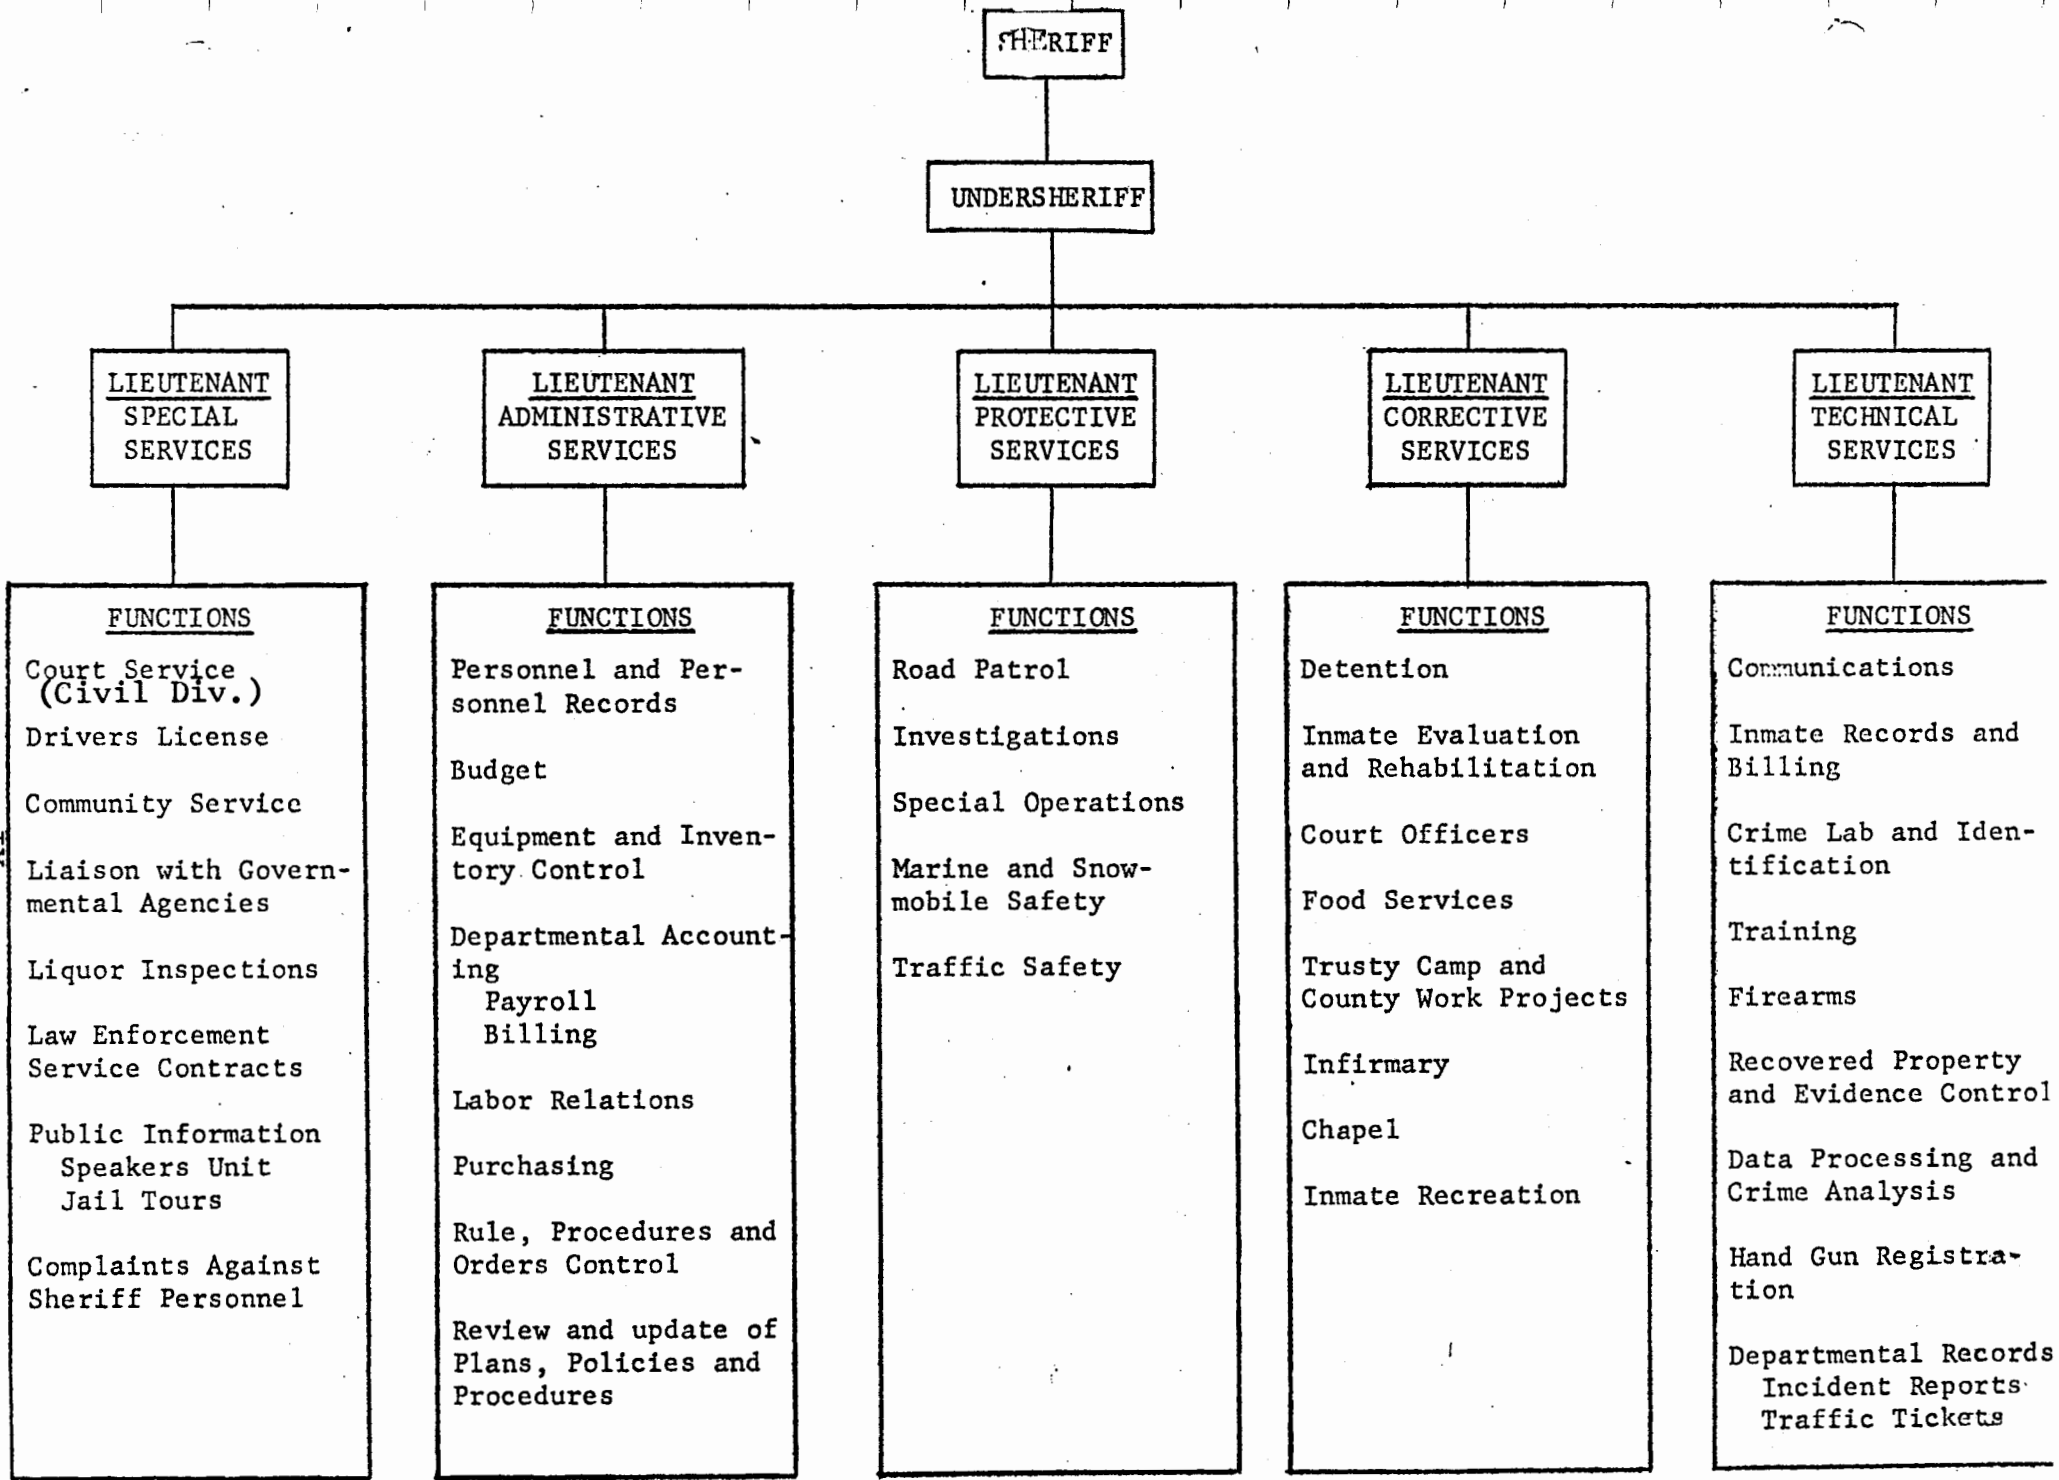 SHERIFF
UNDERSHERIFF
LIEUTENANT
SPECIAL
SERVICES
LIEUTENANT
ADMINISTRATIVE
SERVICES
LIEUTENANT
PROTECTIVE
SERVICES
LIEUTENANT
CORRECTIVE
SERVICES
LIEUTENANT
TECHNICAL
SERVICES
FUNCTIONS
Court Service
(Civil Div.)
Drivers License
Community Service
Liaison with Govern-
mental Agencies
Liquor Inspections
Law Enforcement
Service Contracts
Public Information
Speakers Unit
Jail Tours
Complaints Against
Sheriff Personnel
FUNCTIONS
Personnel and Per-
sonnel Records
Budget
Equipment and Inven-
tory Control
Departmental Account-
ing
Payroll
Billing
Labor Relations
Purchasing
Rule, Procedures and
Orders Control
Review and update of
Plans, Policies and
Procedures
FUNCTIONS
Road Patrol
Investigations
Special Operations
Marine and Snow-
mobile Safety
Traffic Safety
FUNCTIONS
Detention
Inmate Evaluation
and Rehabilitation
Court Officers
Food Services
Trusty Camp and
County Work Projects
Infirmary
Chapel
Inmate Recreation
FUNCTIONS
Communications
Inmate Records and
Billing
Crime Lab and Iden-
tification
Training
Firearms
Recovered Property
and Evidence Control
Data Processing and
Crime Analysis
Hand Gun Registra-
tion
Departmental Records
Incident Reports
Traffic Tickets